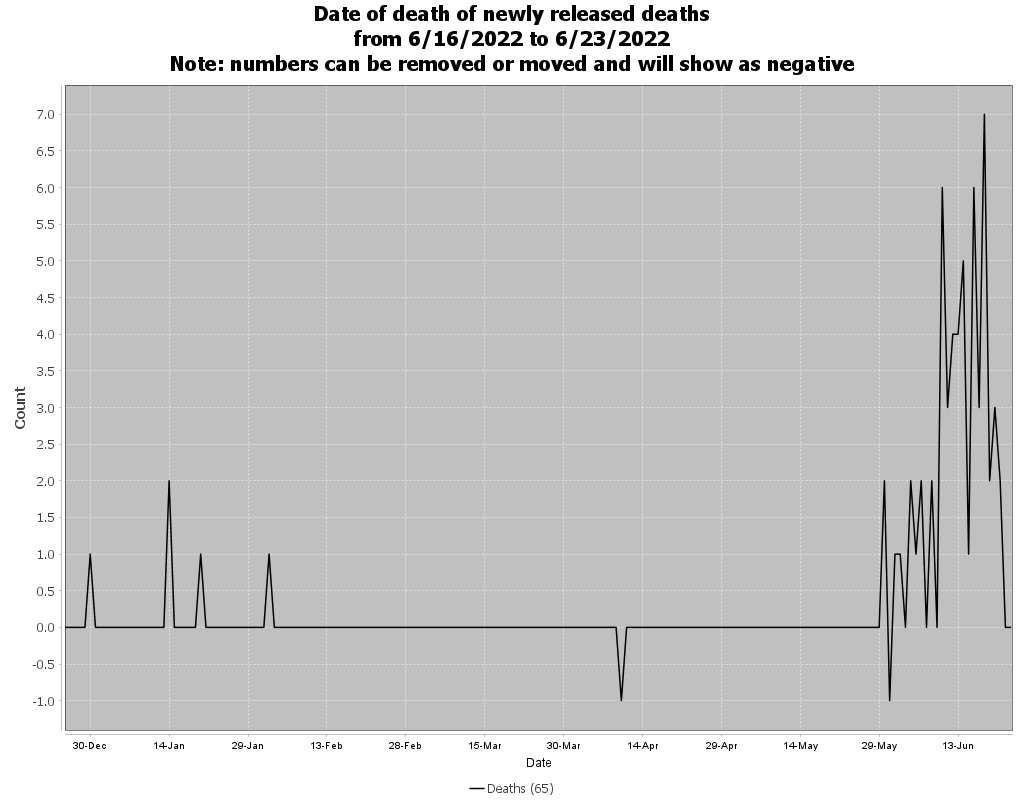 Date of death of newly released deaths
from 6/16/2022 to 6/23/2022
Note: numbers can be removed or moved and will show as negative
7.0
6.5
6.0
5.5
5.0
4.5
4.0
3.5
3.0
2.5
2.0
1.5
1.0
0.5
0.0
-0.5
-1.0
Count
30-Dec 14-Jan 29-Jan 13-Feb 28-Feb 15-Mar 30-Mar 14-Apr 29-Apr 14-May 29-May 13-Jun
Date
Deaths (65)